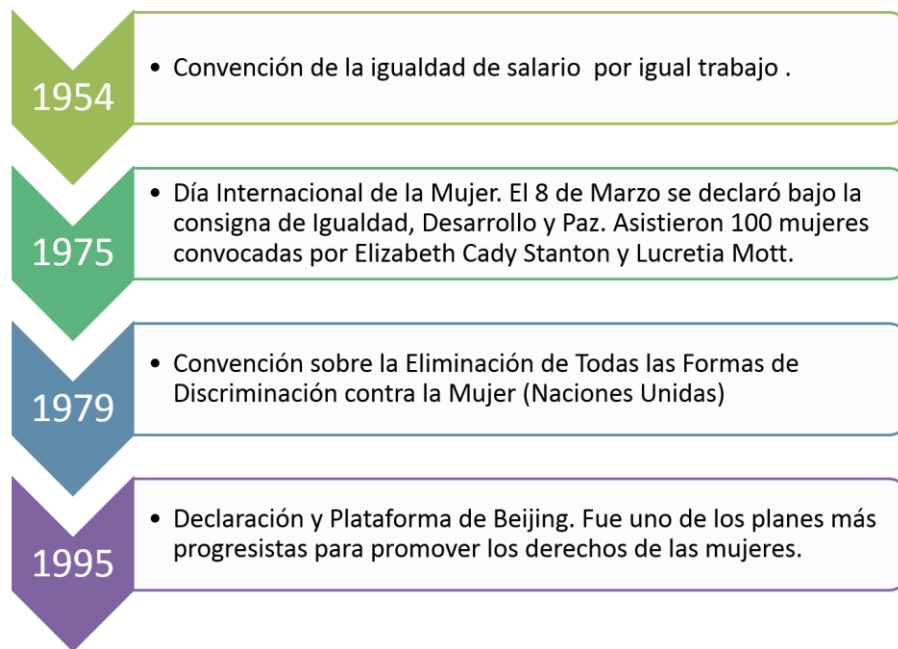 1954
• Convención de la igualdad de salario  por igual trabajo .
1975
• Día Internacional de la Mujer. El 8 de Marzo se declaró bajo la
consigna de Igualdad, Desarrollo y Paz. Asistieron 100 mujeres
convocadas por Elizabeth Cady Stanton y Lucretia Mott.
1979
• Convención sobre la Eliminación de Todas las Formas de
Discriminación contra la Mujer (Naciones Unidas)
1995
• Declaración y Plataforma de Beijing. Fue uno de los planes más
progresistas para promover los derechos de las mujeres.